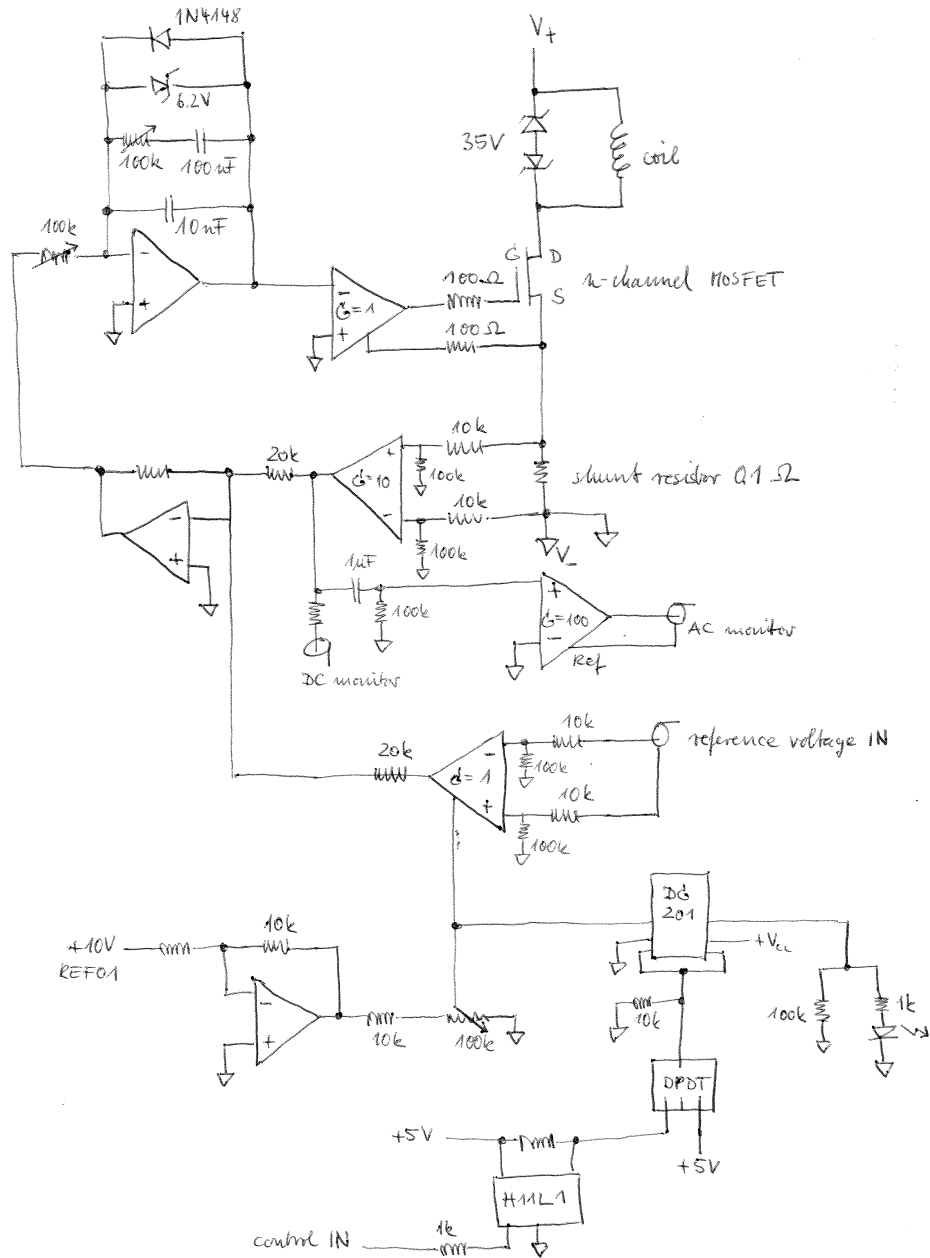 1N4148
V+
6.2V
35V
100k
100nF
coil
10nF
100k
-
+
G
D
S
n-channel MOSFET
100Ω
-
G=1
+
100Ω
10k
20k
+
G=10
-
100k
shunt resistor 0.1 Ω
10k
100k
V-
-
+
1µF
100k
+
G=100
-
Ref
AC monitor
DC monitor
10k
reference voltage IN
20k
-
G=1
+
100k
10k
100k
DG
201
+10V
REF01
10k
+Vcc
-
+
10k
100k
10k
100k
1k
DPDT
+5V
+5V
H11L1
1k
control IN